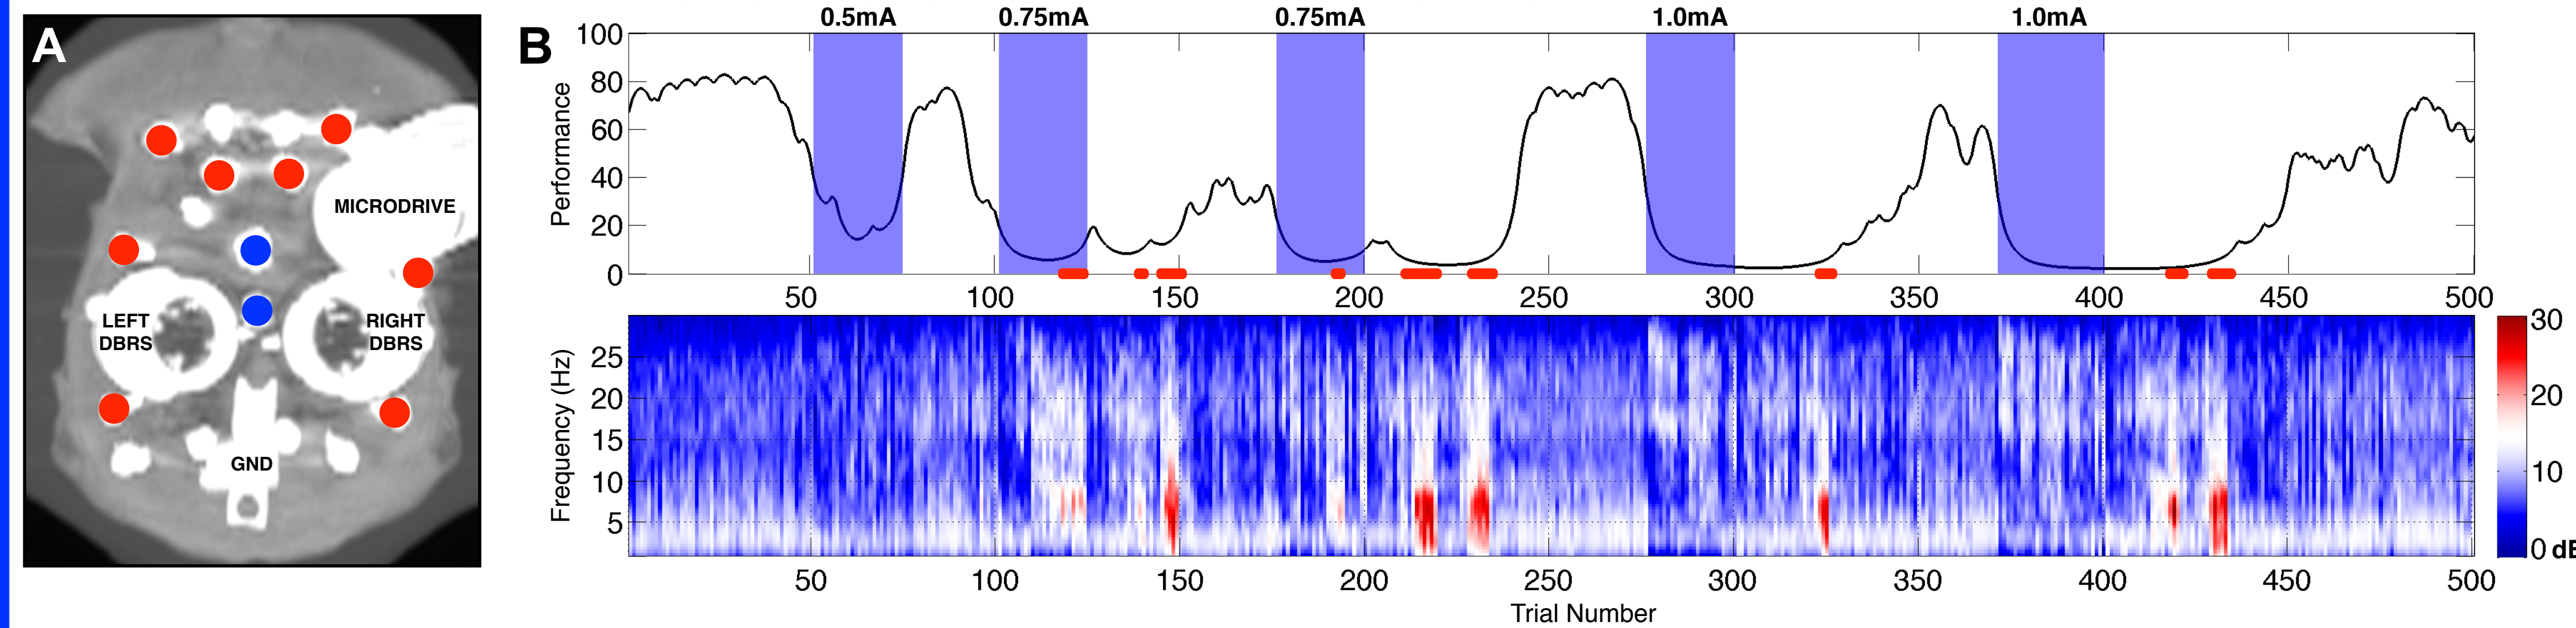 A
MICRODRIVE
LEFT
DBRS
RIGHT
DBRS
GND
B
0.5mA 0.75mA 0.75mA 1.0mA 1.0mA
Performance
100
80
60
40
20
0
50 100 150 200 250 300 350 400 450 500
Frequency (Hz)
25
20
15
10
5
50 100 150 200 250 300 350 400 450 500
Trial Number
30
20
10
0 dB